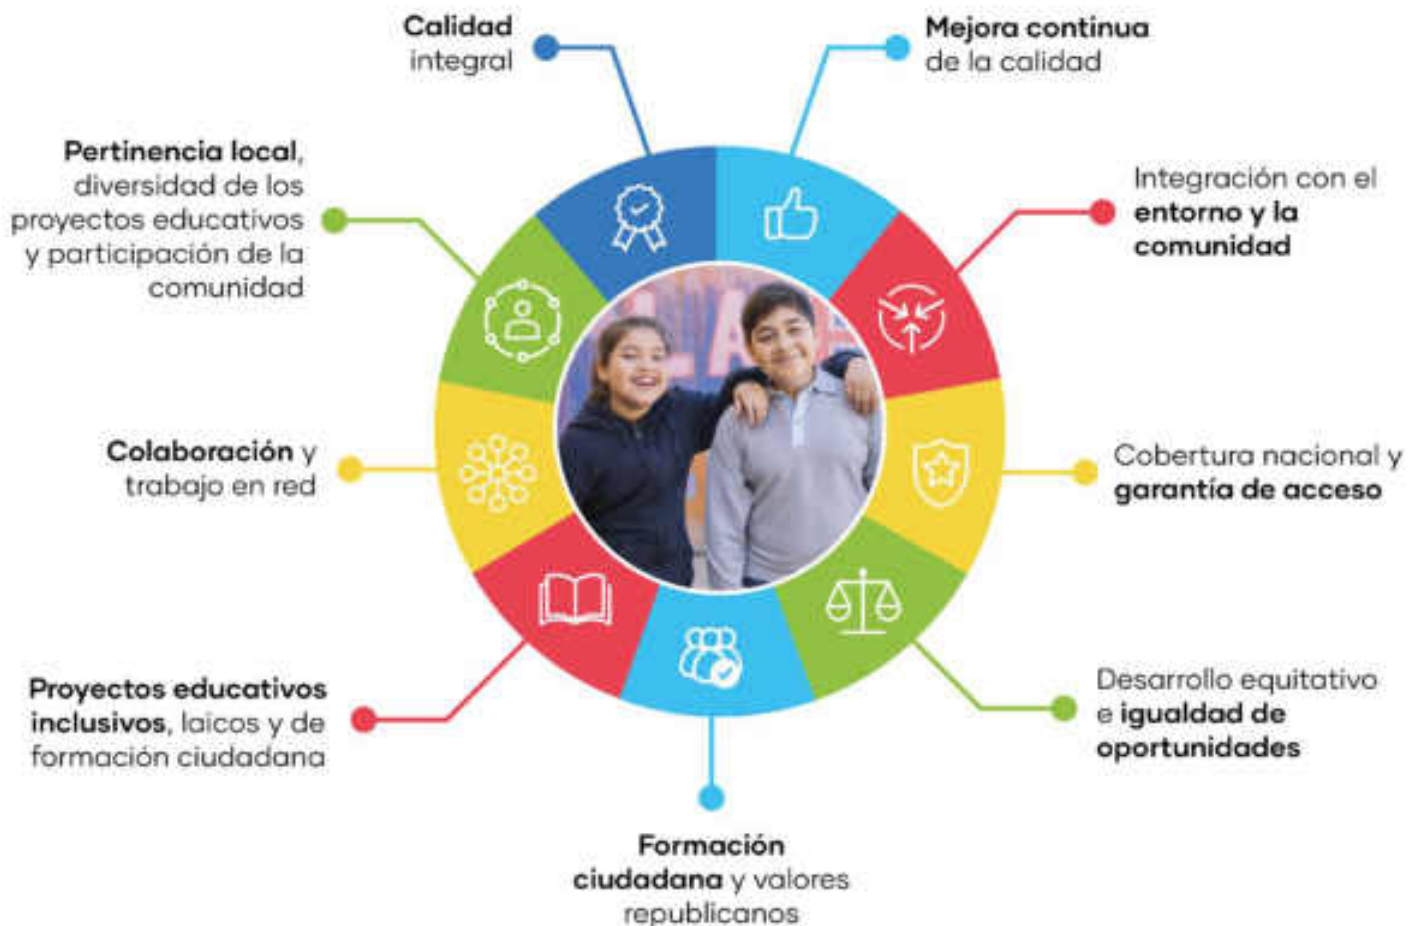 Calidad
integral
Mejora continua
de la calidad
Pertinencia local,
diversidad de los
proyectos educativos
y participación de la
comunidad
Integración con el
entorno y la
comunidad
Colaboración y
trabajo en red
Cobertura nacional y
garantía de acceso
Proyectos educativos
inclusivos, laicos y de
formación ciudadana
Desarrollo equitativo
e igualdad de
oportunidades
Formación
ciudadana y valores
republicanos